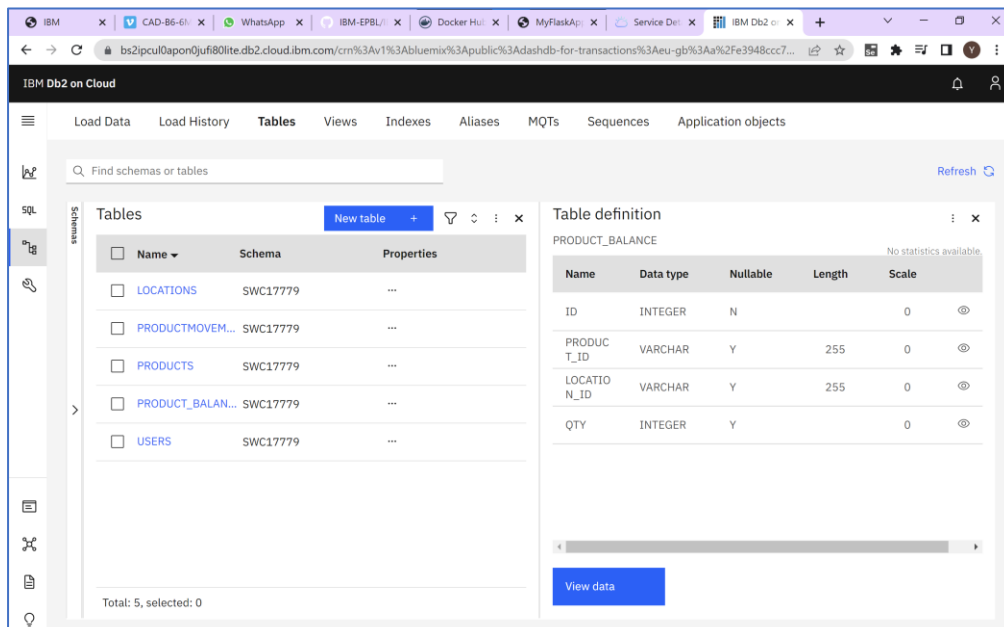 IBM
CAD-B6-6M
WhatsApp
IBM-EPBL/I
Docker Hub
MyFlaskApp
Service Det
IBM Db2 on
bs2ipcul0apon0jufi80lite.db2.cloud.ibm.com/crn%3Av1%3Abluemix%3Apublic%3Adashdb-for-transactions%3Aeu-gb%3Aa%2Fe3948ccc7...
Y
IBM Db2 on Cloud
Load Data Load History Tables Views Indexes Aliases MQTs Sequences Application objects
Find schemas or tables
Refresh
SQL
Schemas
Tables
New table +
Name Schema Properties
LOCATIONS SWC17779 ...
PRODUCTMOVEM... SWC17779 ...
PRODUCTS SWC17779 ...
PRODUCT_BALAN... SWC17779 ...
USERS SWC17779 ...
Total: 5, selected: 0
Table definition
PRODUCT_BALANCE
No statistics available.
Name Data type Nullable Length Scale
ID INTEGER N 0
PRODUC
T_ID VARCHAR Y 255 0
LOCATIO
N_ID VARCHAR Y 255 0
QTY INTEGER Y 0
View data